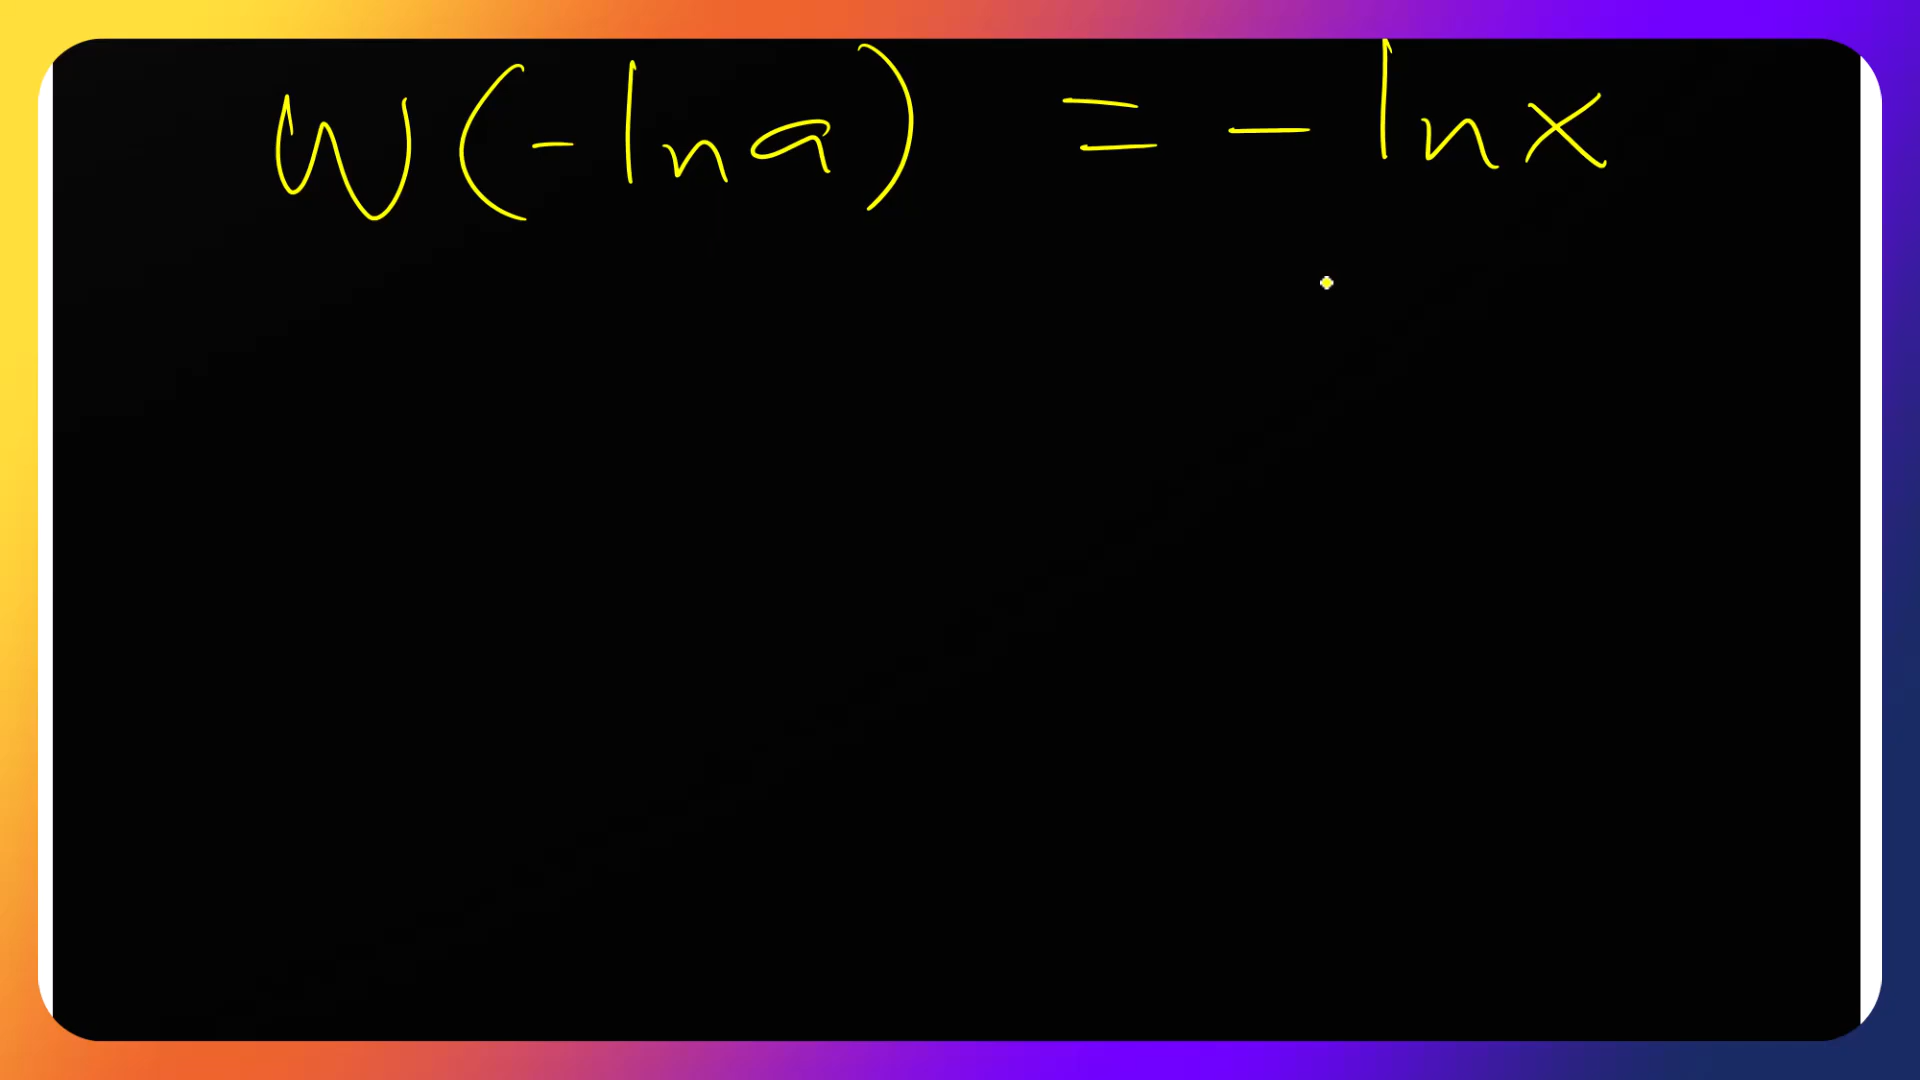 W(-lna) = -lnx